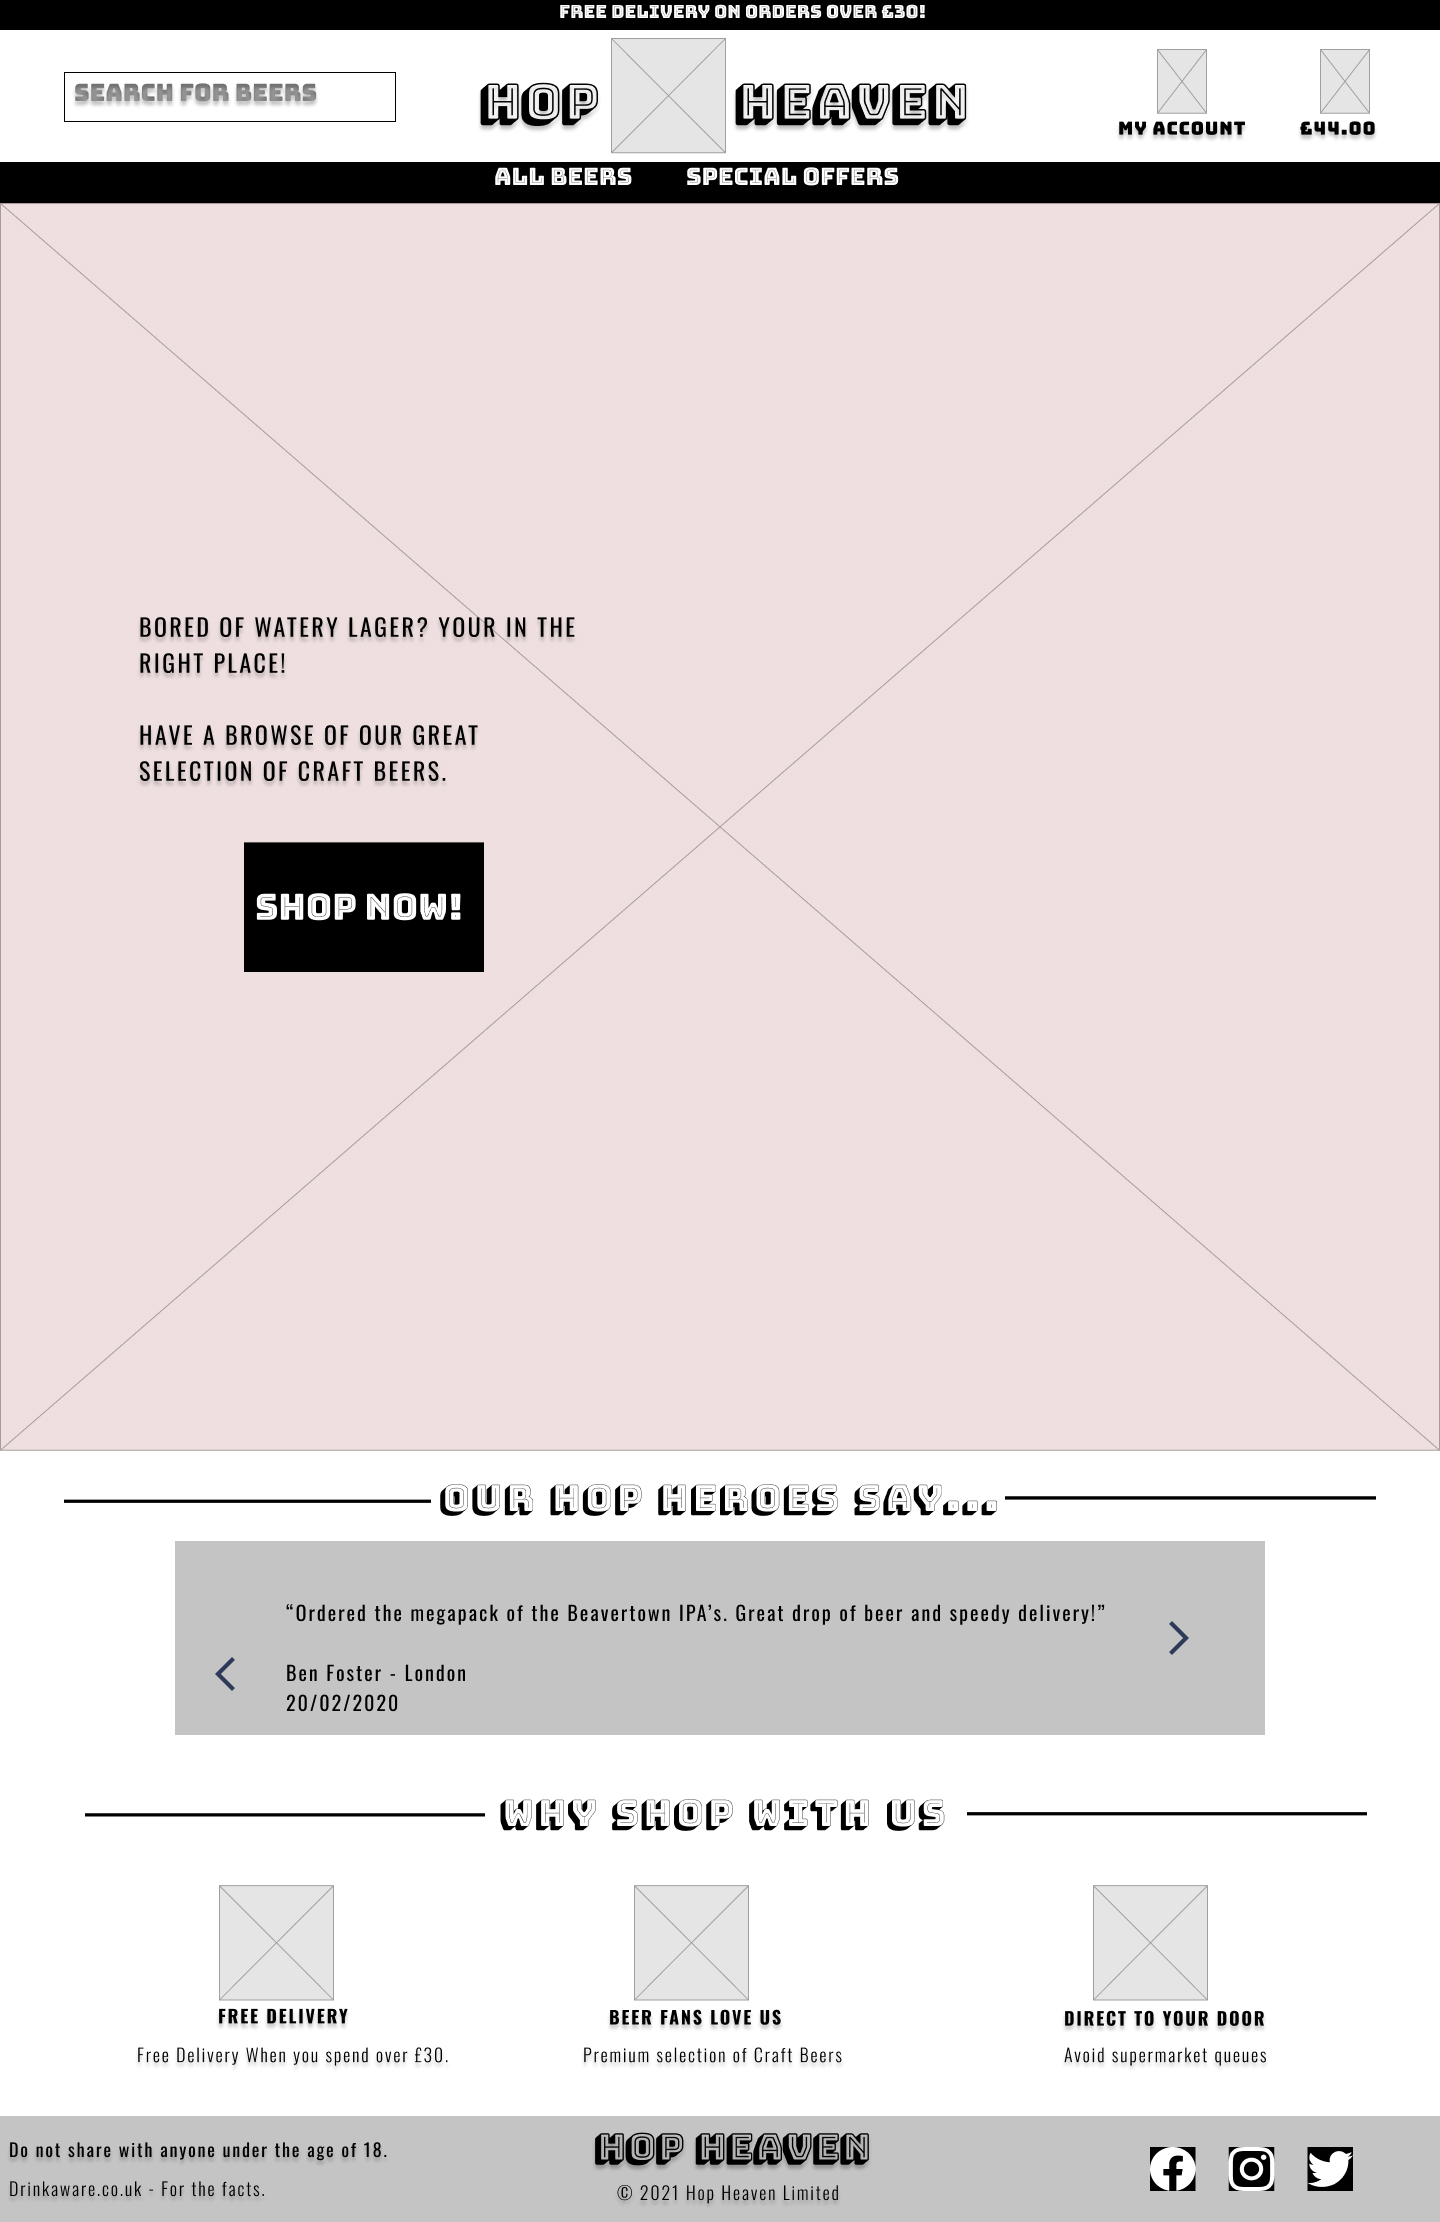 FREE DELIVERY ON ORDERS OVER £30!
SEARCH FOR BEERS
HOP HEAVEN
MY ACCOUNT
£44.00
ALL BEERS SPECIAL OFFERS
BORED OF WATERY LAGER? YOUR IN THE
RIGHT PLACE!
HAVE A BROWSE OF OUR GREAT
SELECTION OF CRAFT BEERS.
SHOP NOW!
OUR HOP HEROES SAY...
“Ordered the megapack of the Beavertown IPA’s. Great drop of beer and speedy delivery!”
Ben Foster - London
20/02/2020
WHY SHOP WITH US
FREE DELIVERY
Free Delivery When you spend over £30.
BEER FANS LOVE US
Premium selection of Craft Beers
DIRECT TO YOUR DOOR
Avoid supermarket queues
Do not share with anyone under the age of 18.
Drinkaware.co.uk - For the facts.
HOP HEAVEN
© 2021 Hop Heaven Limited